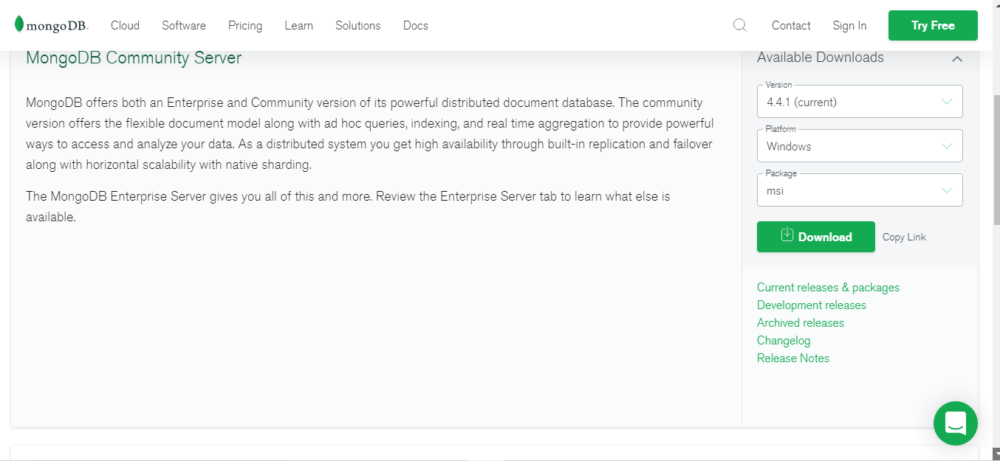 mongoDB. Cloud Software Pricing Learn Solutions Docs Contact Sign In Try Free
MongoDB Community Server
MongoDB offers both an Enterprise and Community version of its powerful distributed document database. The community
version offers the flexible document model along with ad hoc queries, indexing, and real time aggregation to provide powerful
ways to access and analyze your data. As a distributed system you get high availability through built-in replication and failover
along with horizontal scalability with native sharding.
The MongoDB Enterprise Server gives you all of this and more. Review the Enterprise Server tab to learn what else is
available.
Available Downloads
Version
4.4.1 (current)
Platform
Windows
Package
msi
Download Copy Link
Current releases & packages
Development releases
Archived releases
Changelog
Release Notes